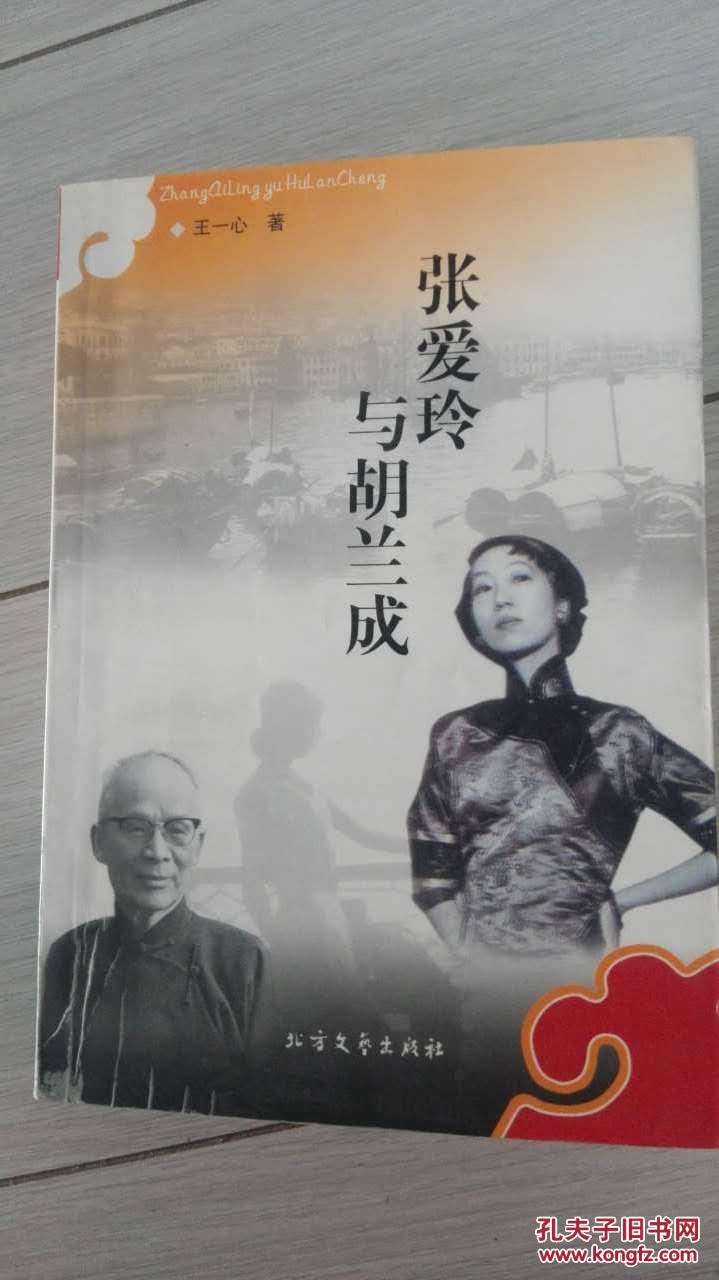 ZhangAiLing yu HuLanCheng
王一心 著
张爱玲
与胡兰成
北方文艺出版社
孔夫子旧书网
www.kongfz.com